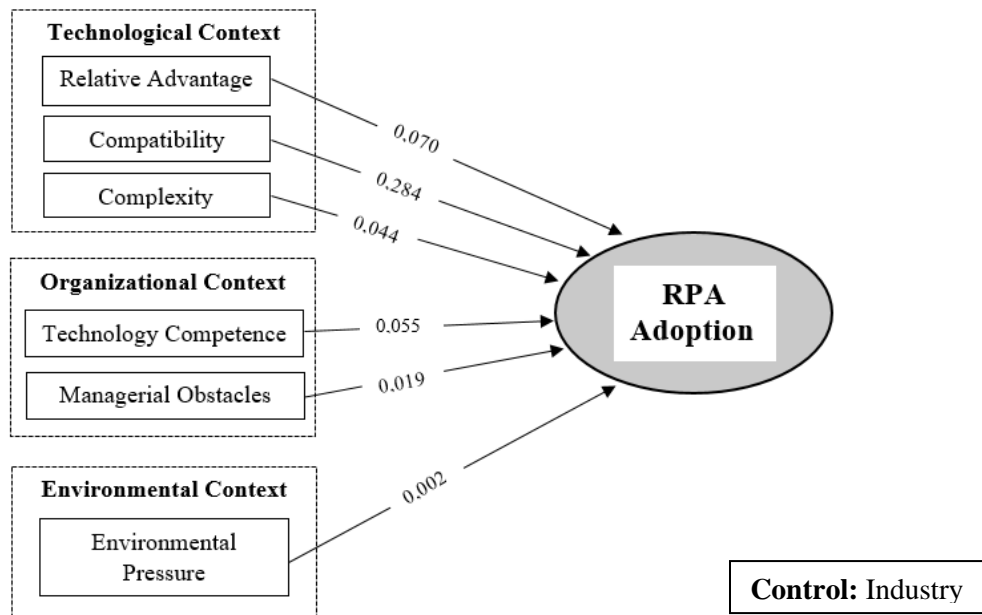 Technological Context
Relative Advantage
Compatibility
Complexity
0,070
0,284
0,044
Organizational Context
Technology Competence
Managerial Obstacles
0,055
0,019
RPA
Adoption
Environmental Context
Environmental
Pressure
0,002
Control: Industry